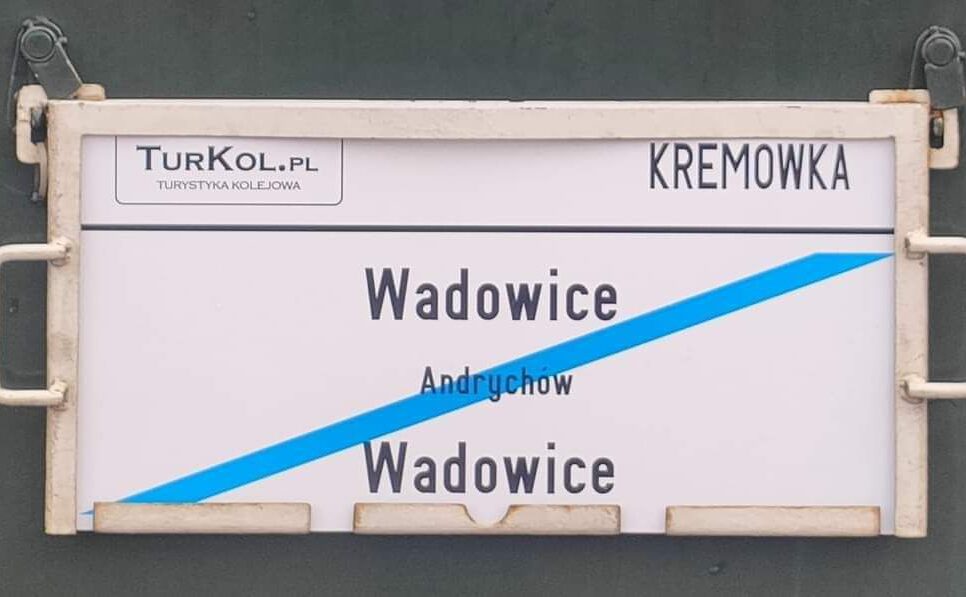 TurKol.pl
TURYSTYKA KOLEJOWA
KREMOWKA
Wadowice
Andrychów
Wadowice